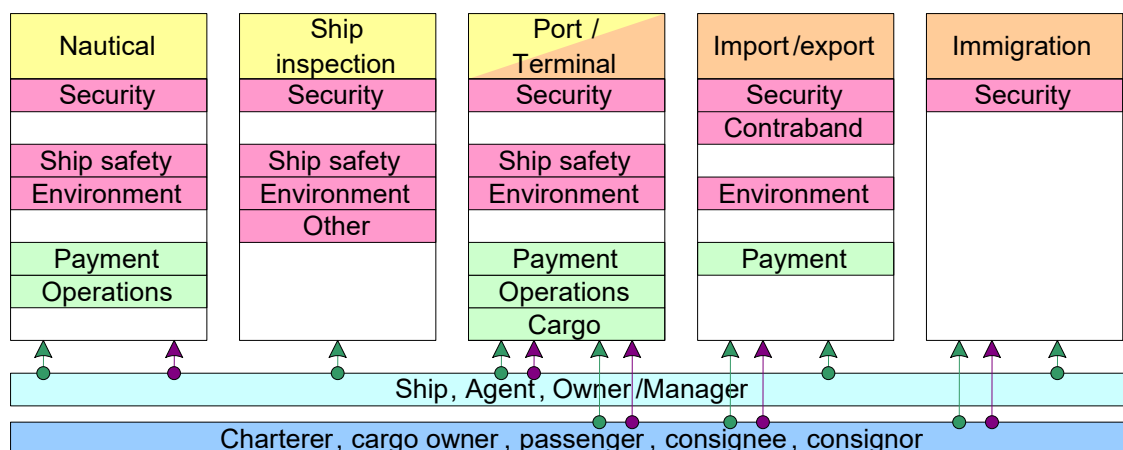 Nautical
Security
Ship safety
Environment
Payment
Operations
Ship
inspection
Security
Ship safety
Environment
Other
Port /
Terminal
Security
Ship safety
Environment
Payment
Operations
Cargo
Import/export
Security
Contraband
Environment
Payment
Immigration
Security
Ship, Agent, Owner/Manager
Charterer, cargo owner, passenger, consignee, consignor